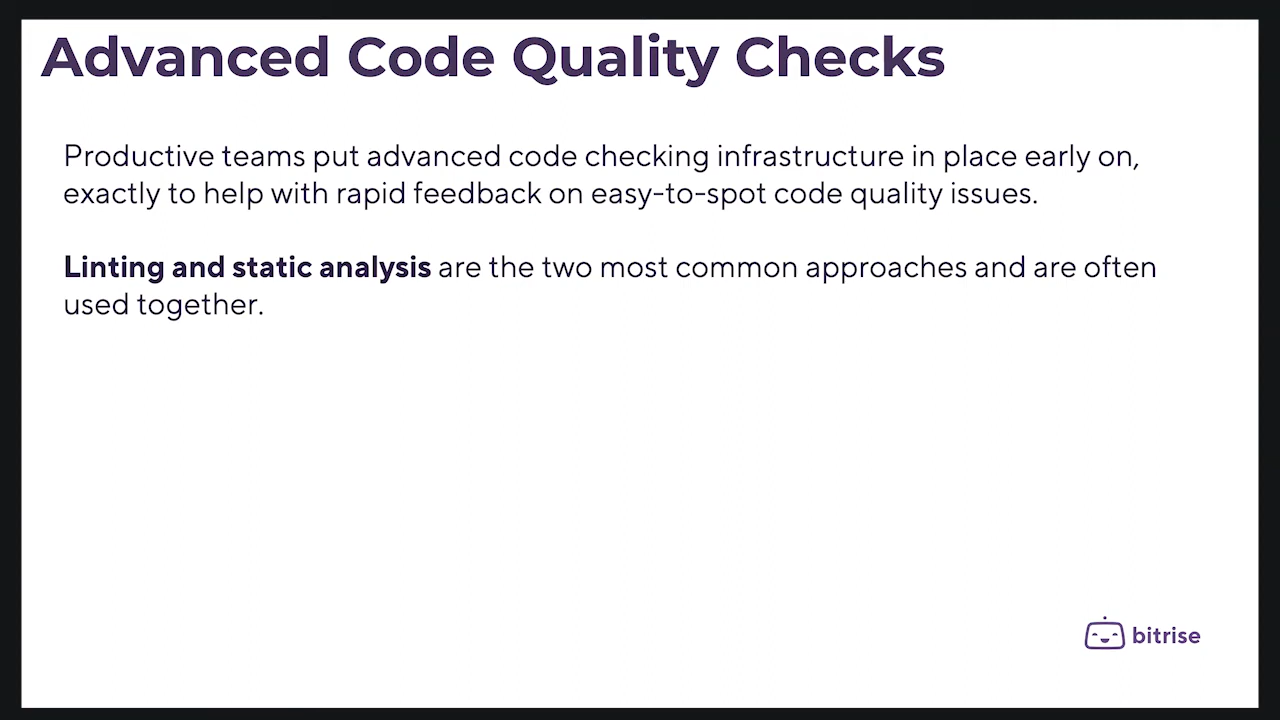 Advanced Code Quality Checks
Productive teams put advanced code checking infrastructure in place early on,
exactly to help with rapid feedback on easy-to-spot code quality issues.
Linting and static analysis are the two most common approaches and are often
used together.
bitrise